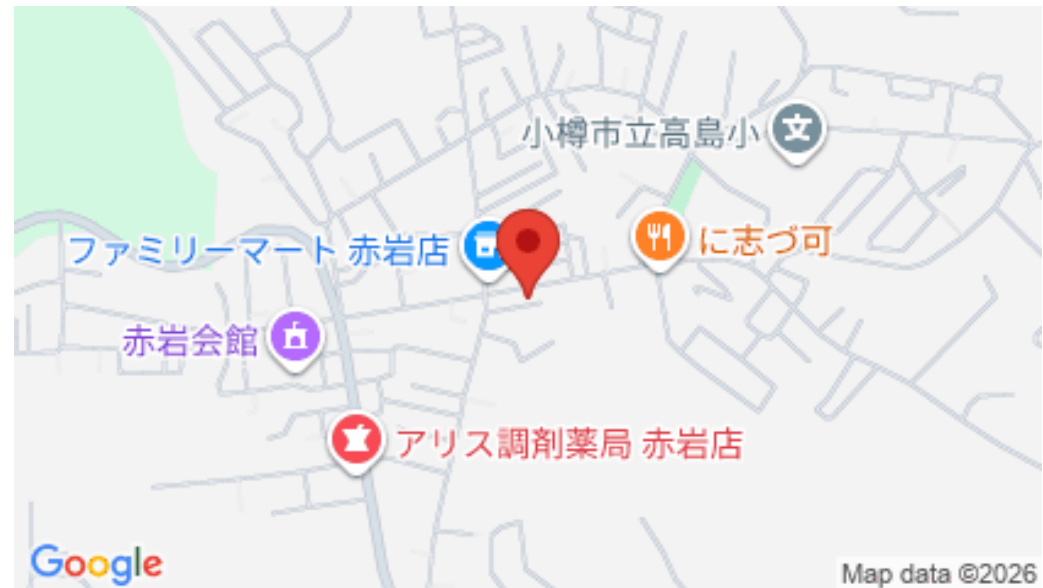 小樽市立高島小
ファミリーマート 赤岩店
に志づ可
赤岩会館
アリス調剤薬局 赤岩店
Google
Map data ©2026